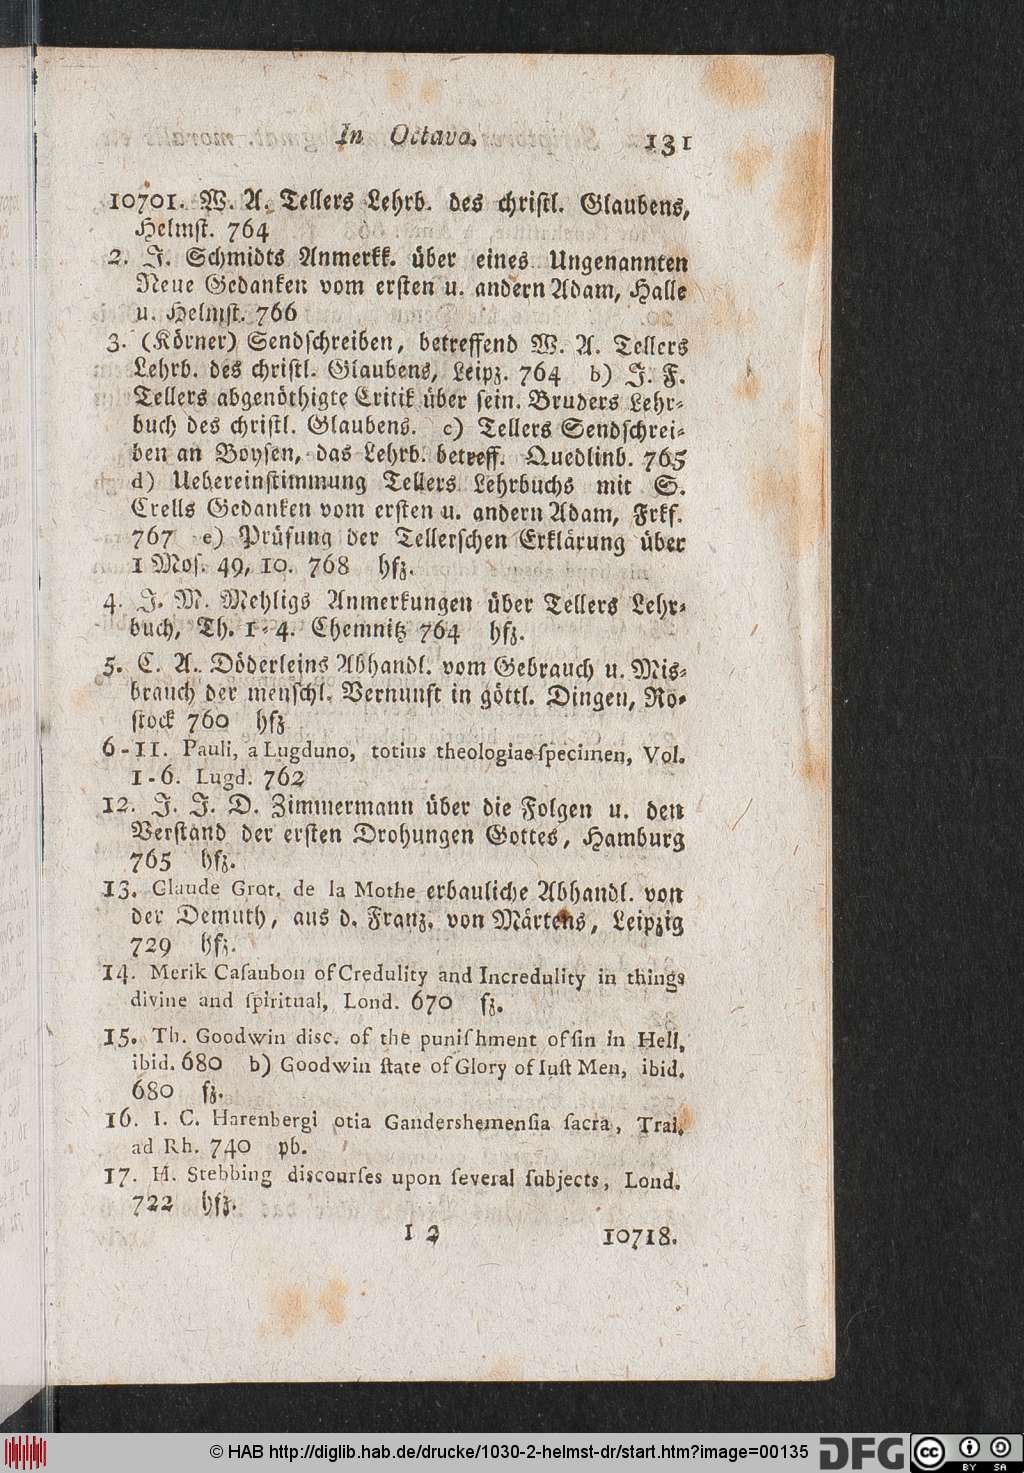 In Octava. 131
10701. W. A. Tellers Lehrb. des christl. Glaubens,
Helmst. 764
2. J. Schmidts Anmerkk. über eines Ungenannten
Neue Gedanken vom ersten u. andern Adam, Halle
u. Helmst. 766
3. (Körner) Sendschreiben, betreffend W. A. Tellers
Lehrb. des christl. Glaubens, Leipz. 764 b) J. F.
Tellers abgenöthigte Critik über sein. Bruders Lehr-
buch des christl. Glaubens. c) Tellers Sendschrei-
ben an Boysen, das Lehrb. betreff. Quedlinb. 765
d) Uebereinstimmung Tellers Lehrbuchs mit S.
Crells Gedanken vom ersten u. andern Adam, Frkf.
767 e) Prüfung der Tellerschen Erklärung über
1 Mos. 49, 10. 768 hfz.
4. J. M. Mehligs Anmerkungen über Tellers Lehr-
buch, Th. 1-4. Chemnitz 764 hfz.
5. C. A. Döderleins Abhandl. vom Gebrauch u. Mis-
brauch der menschl. Vernunft in göttl. Dingen, Ro-
stock 760 hfz
6-11. Pauli, a Lugduno, totius theologiae specimen, Vol.
1-6. Lugd. 762
12. J. J. D. Zimmermann über die Folgen u. den
Verstand der ersten Drohungen Gottes, Hamburg
765 hfz.
13. Claude Grot. de la Mothe erbauliche Abhandl. von
der Demuth, aus d. Franz. von Märtens, Leipzig
729 hfz.
14. Merik Casaubon of Credulity and Incredulity in things
divine and spiritual, Lond. 670 fz.
15. Th. Goodwin disc. of the punishment of sin in Hell,
ibid. 680 b) Goodwin state of Glory of Iust Men, ibid.
680 fz.
16. I. C. Harenbergi otia Gandershemensia sacra, Trai.
ad Rh. 740 pb.
17. H. Stebbing discourses upon several subjects, Lond.
722 hfz.
I 2 10718.
© HAB http://diglib.hab.de/drucke/1030-2-helmst-dr/start.htm?image=00135 DFG cc BY SA